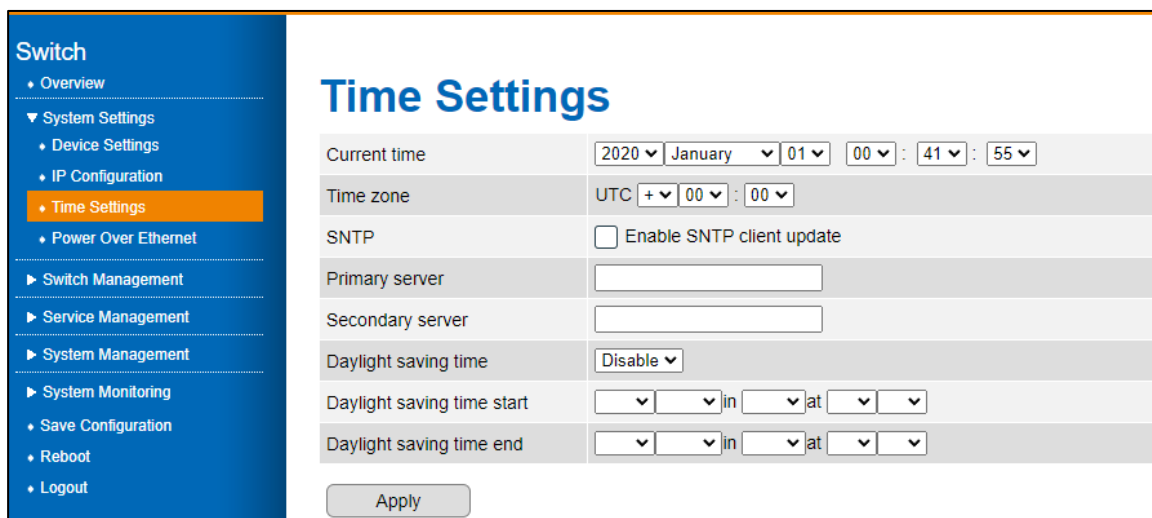 Switch
Overview
System Settings
Device Settings
IP Configuration
Time Settings
Power Over Ethernet
Switch Management
Service Management
System Management
System Monitoring
Save Configuration
Reboot
Logout
Time Settings
Current time 2020 January 01 00 : 41 : 55
Time zone UTC + 00 : 00
SNTP Enable SNTP client update
Primary server
Secondary server
Daylight saving time Disable
Daylight saving time start in at
Daylight saving time end in at
Apply